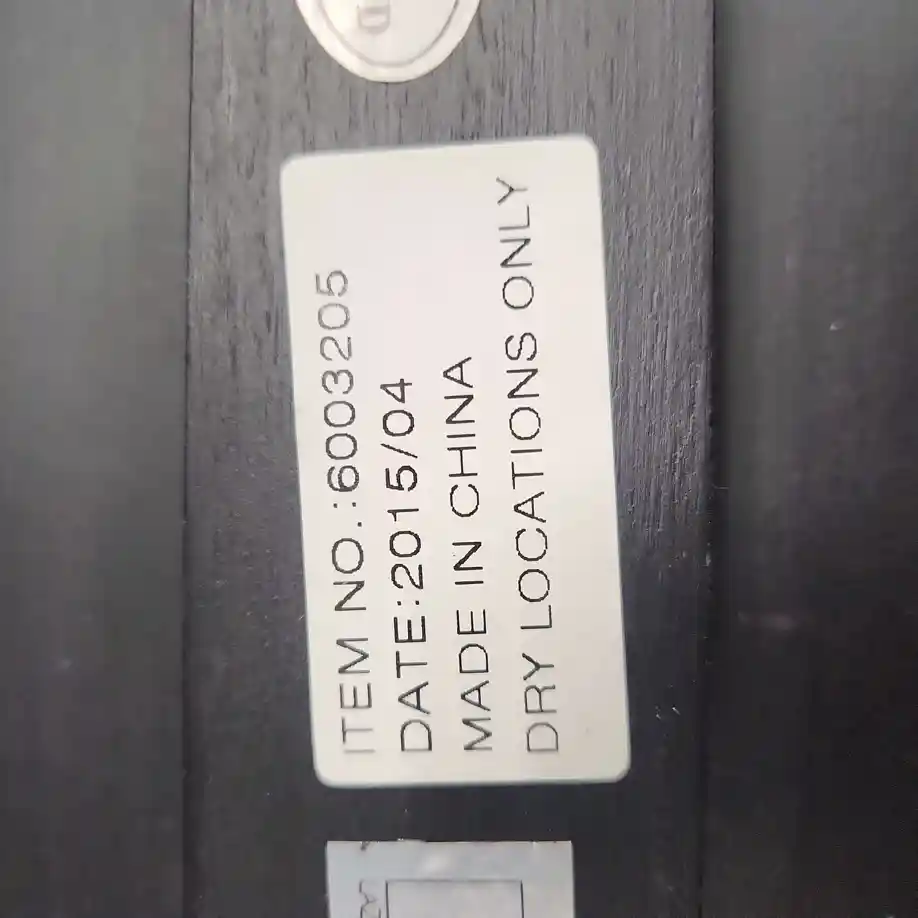 ITEM NO.:6003205
DATE:2015/04
MADE IN CHINA
DRY LOCATIONS ONLY